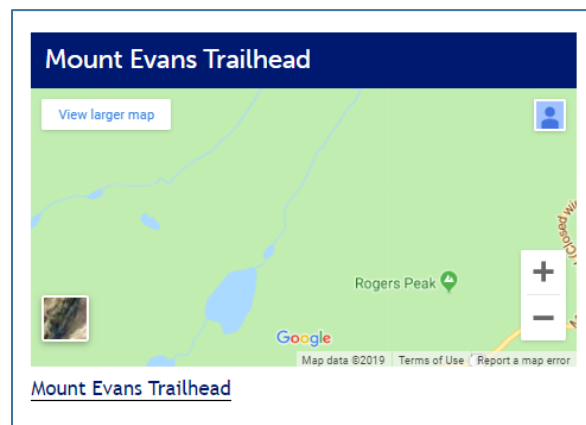 Mount Evans Trailhead
View larger map
(Closed
Rogers Peak
+
−
Google
Map data ©2019 Terms of Use Report a map error
Mount Evans Trailhead